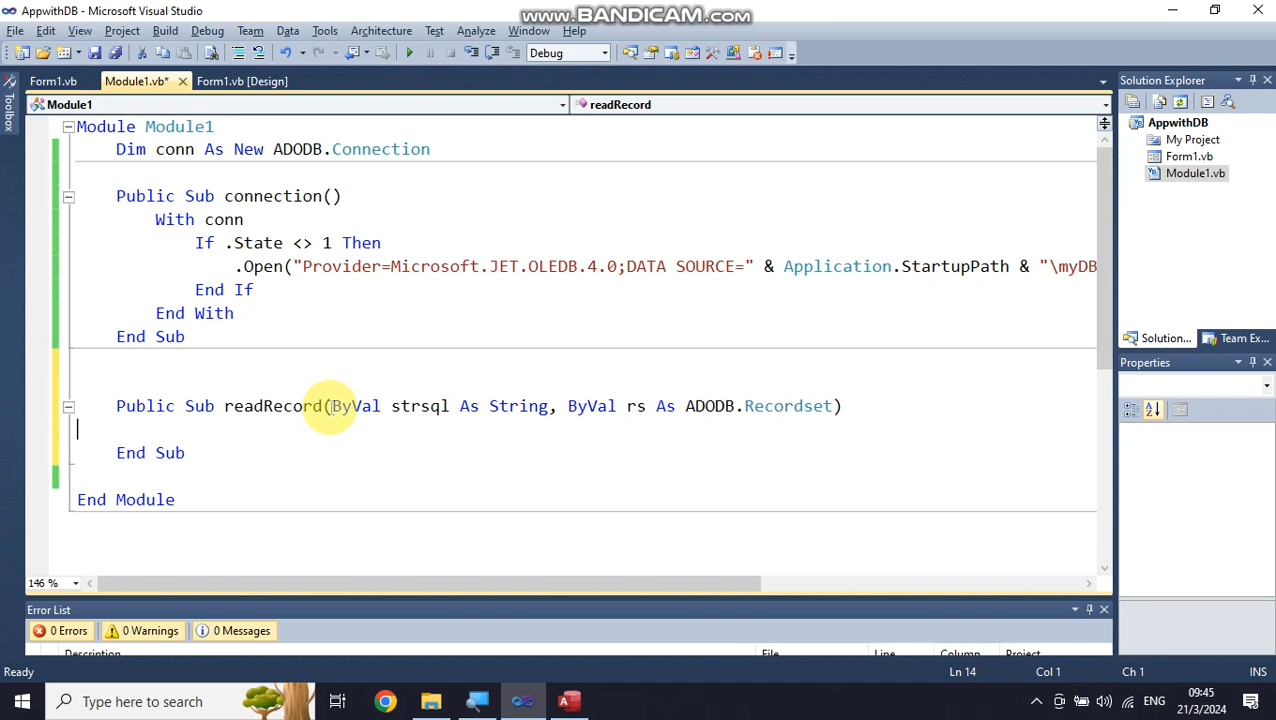 AppwithDB - Microsoft Visual Studio
www.BANDICAM.com
File Edit View Project Build Debug Team Data Tools Architecture Test Analyze Window Help
Debug
Form1.vb Module1.vb* Form1.vb [Design]
Module1 readRecord
Module Module1
Dim conn As New ADODB.Connection
Public Sub connection()
With conn
If .State <> 1 Then
.Open("Provider=Microsoft.JET.OLEDB.4.0;DATA SOURCE=" & Application.StartupPath & "\myDB
End If
End With
End Sub
Public Sub readRecord(ByVal strsql As String, ByVal rs As ADODB.Recordset)
End Sub
End Module
146 %
Toolbox
Solution Explorer
AppwithDB
My Project
Form1.vb
Module1.vb
Solution... Team Ex...
Properties
Error List
0 Errors 0 Warnings 0 Messages
Description File Line Column Project
Ready Ln 14 Col 1 Ch 1 INS
Type here to search
ENG
09:45
21/3/2024